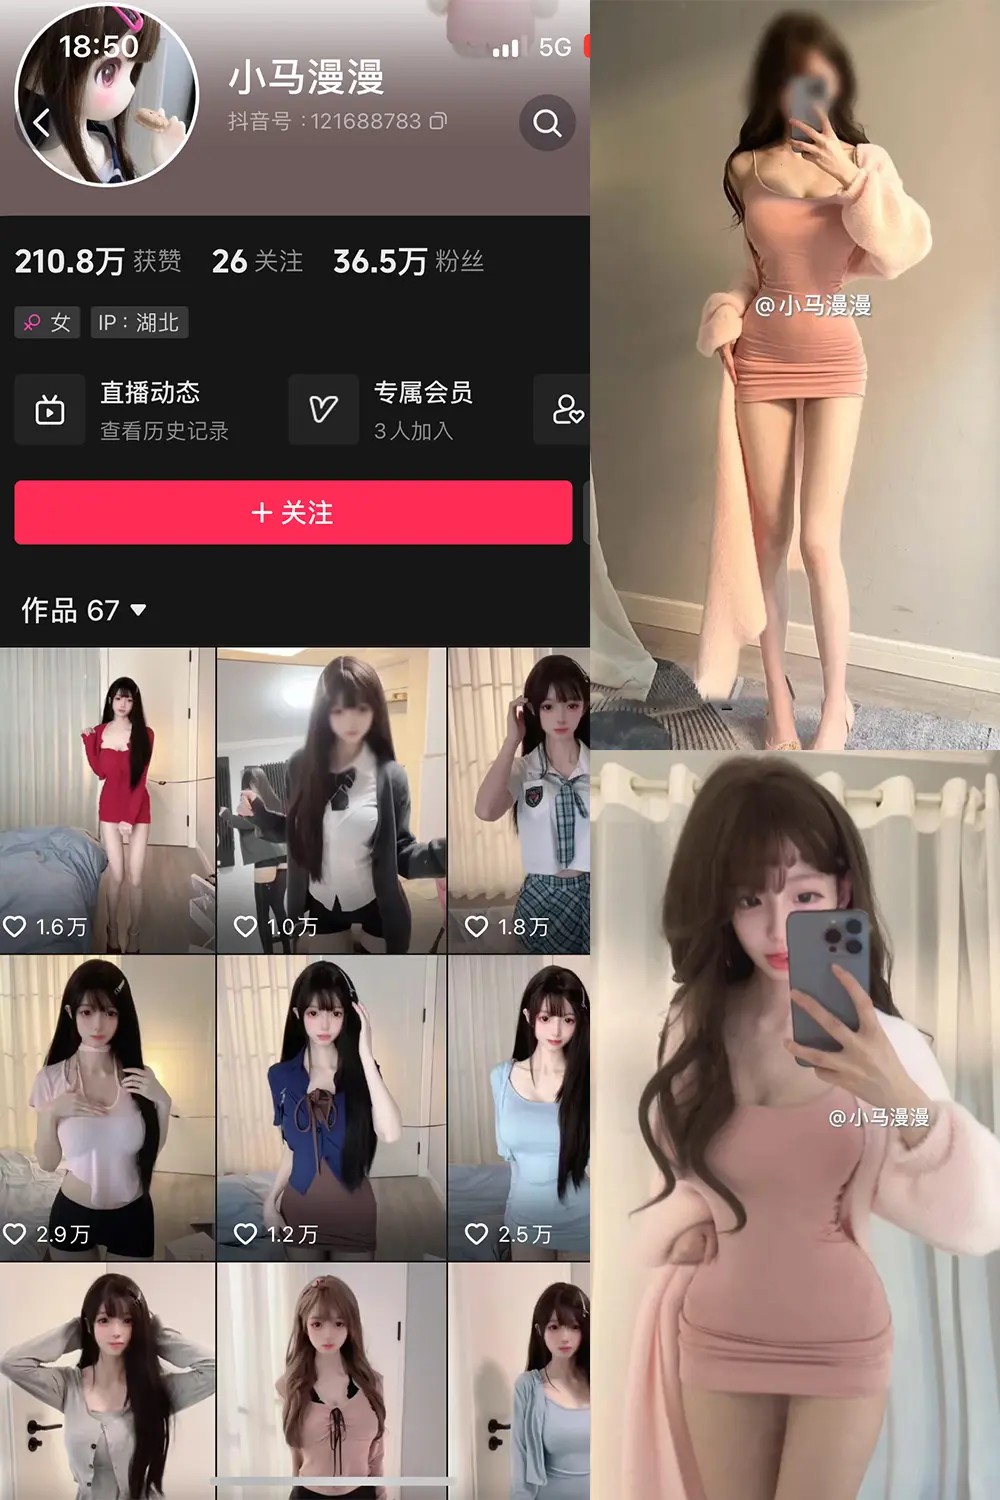 18:50
5G
小马漫漫
抖音号：121688783
210.8万 获赞 26 关注 36.5万 粉丝
女 IP：湖北
直播动态
查看历史记录
专属会员
3人加入
+ 关注
作品 67
1.6万 1.0万 1.8万
2.9万 1.2万 2.5万
@小马漫漫
@小马漫漫